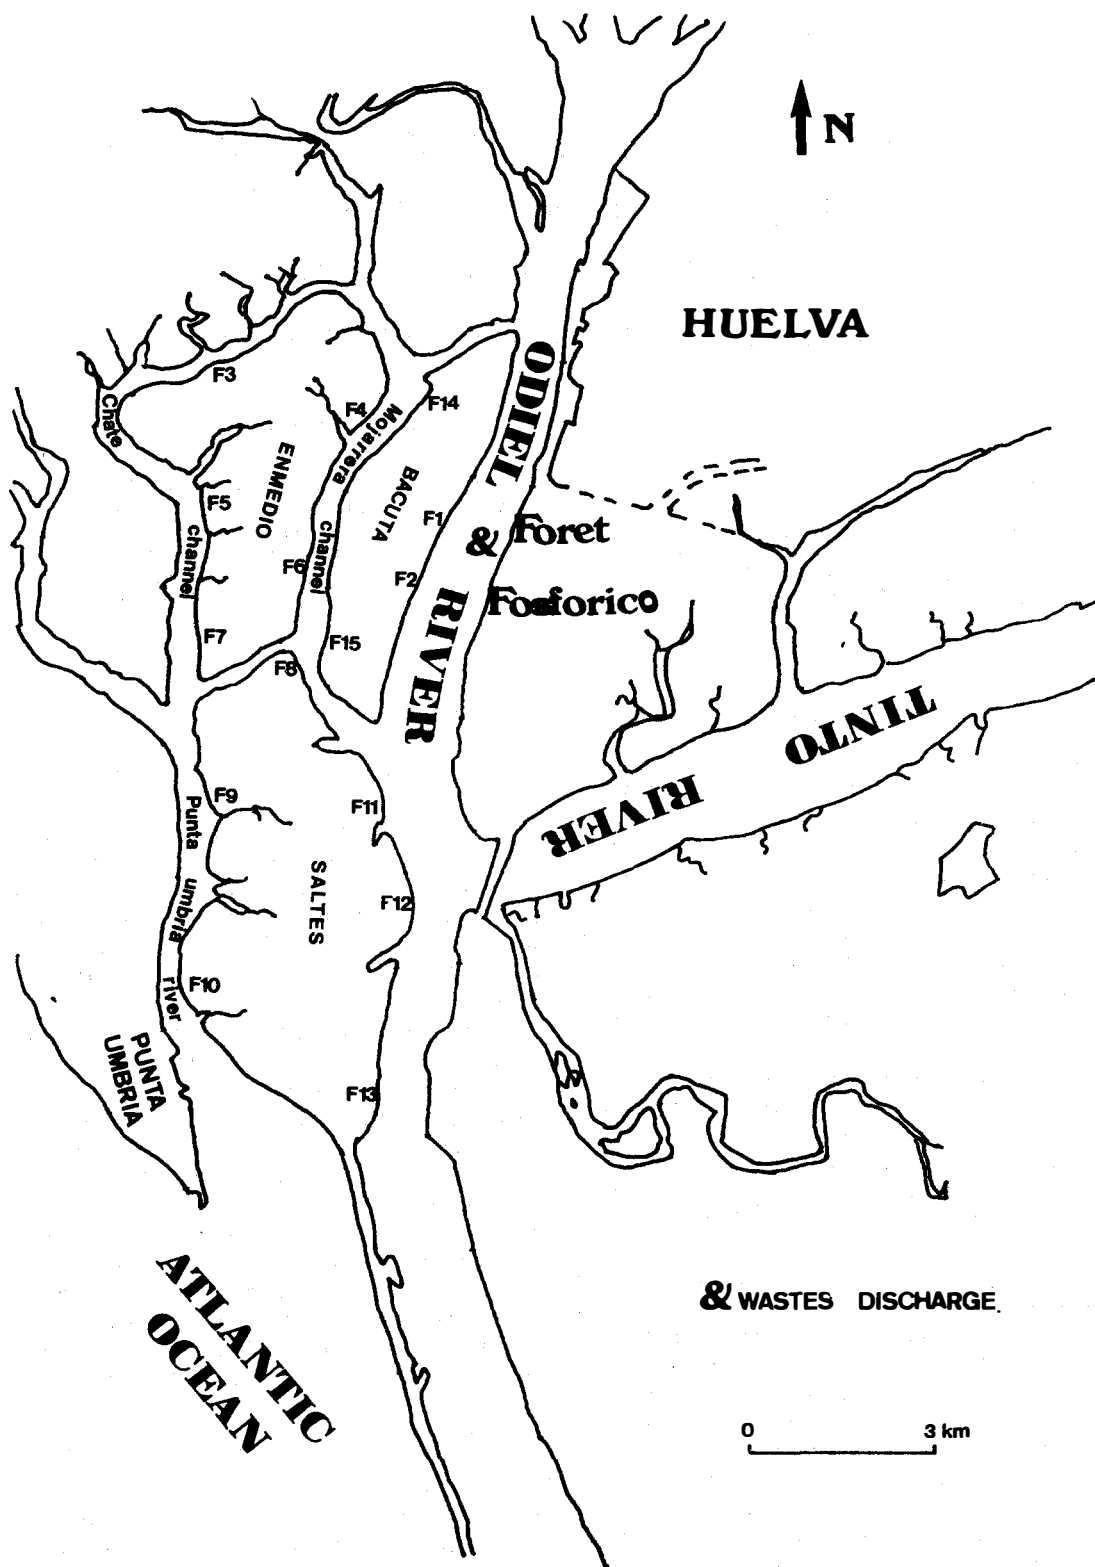 N
HUELVA
ODIEL
RIVER
F3
Chate
channel
F4
F14
Mojarrera
channel
ENMEDIO
BACUTA
F5
F1
& Foret
F6
F2
Fosforico
F7
F15
F8
TINTO
RIVER
F9
F11
Punta
umbria
river
SALTES
F12
F10
PUNTA
UMBRIA
F13
ATLANTIC
OCEAN
& WASTES DISCHARGE.
0 3 km